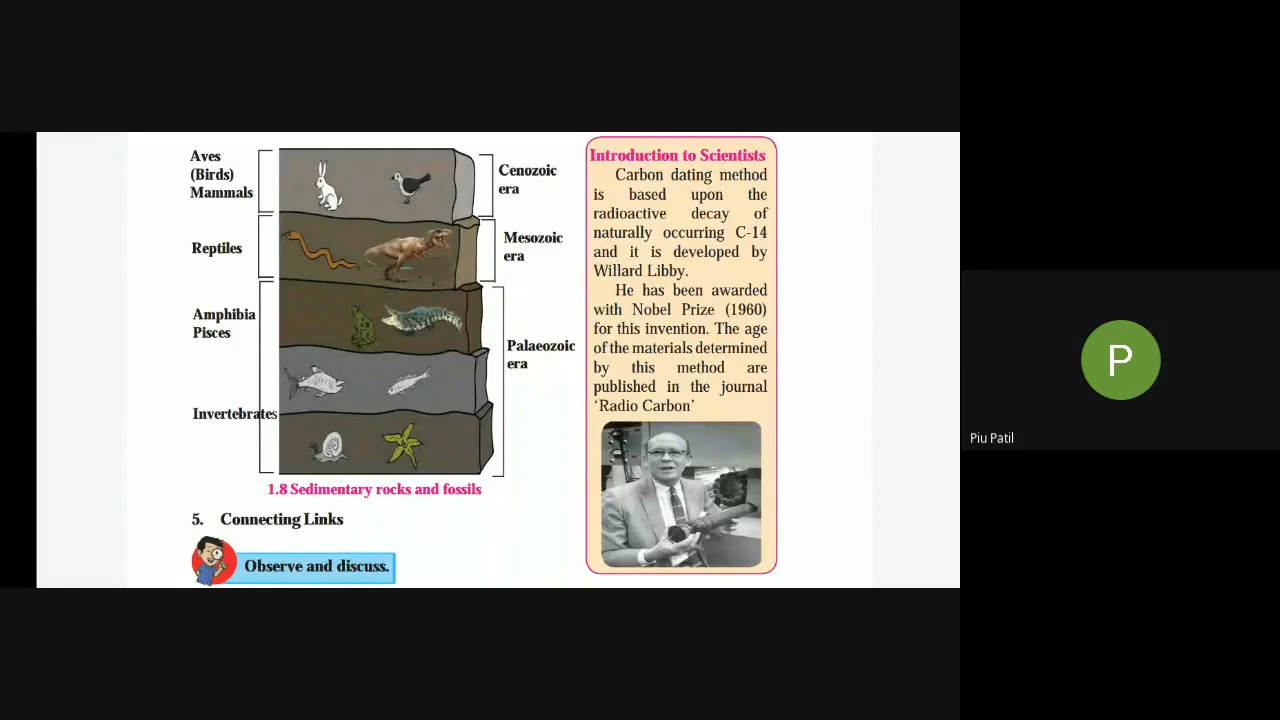 Aves
(Birds)
Mammals
Reptiles
Amphibia
Pisces
Invertebrates
Cenozoic
era
Mesozoic
era
Palaeozoic
era
1.8 Sedimentary rocks and fossils
5. Connecting Links
Observe and discuss.
Introduction to Scientists
Carbon dating method
is based upon the
radioactive decay of
naturally occurring C-14
and it is developed by
Willard Libby.
He has been awarded
with Nobel Prize (1960)
for this invention. The age
of the materials determined
by this method are
published in the journal
‘Radio Carbon’
P
Piu Patil